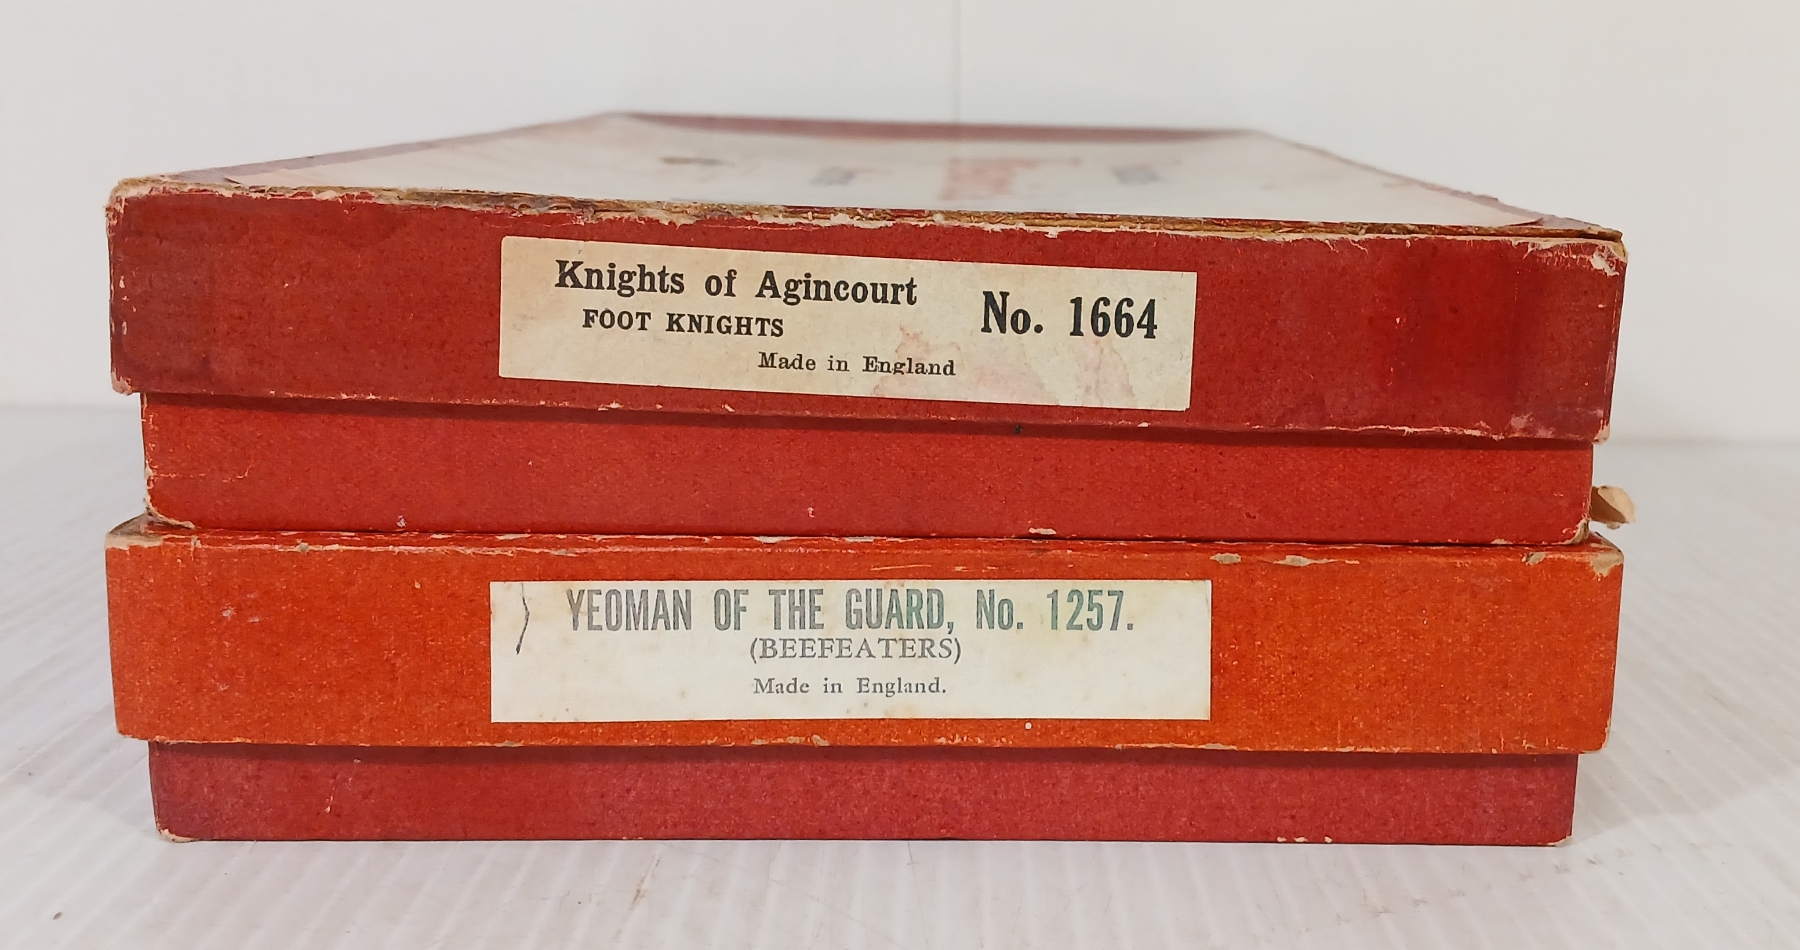 Knights of Agincourt No. 1664
FOOT KNIGHTS
Made in England
YEOMAN OF THE GUARD, No. 1257.
(BEEFEATERS)
Made in England.